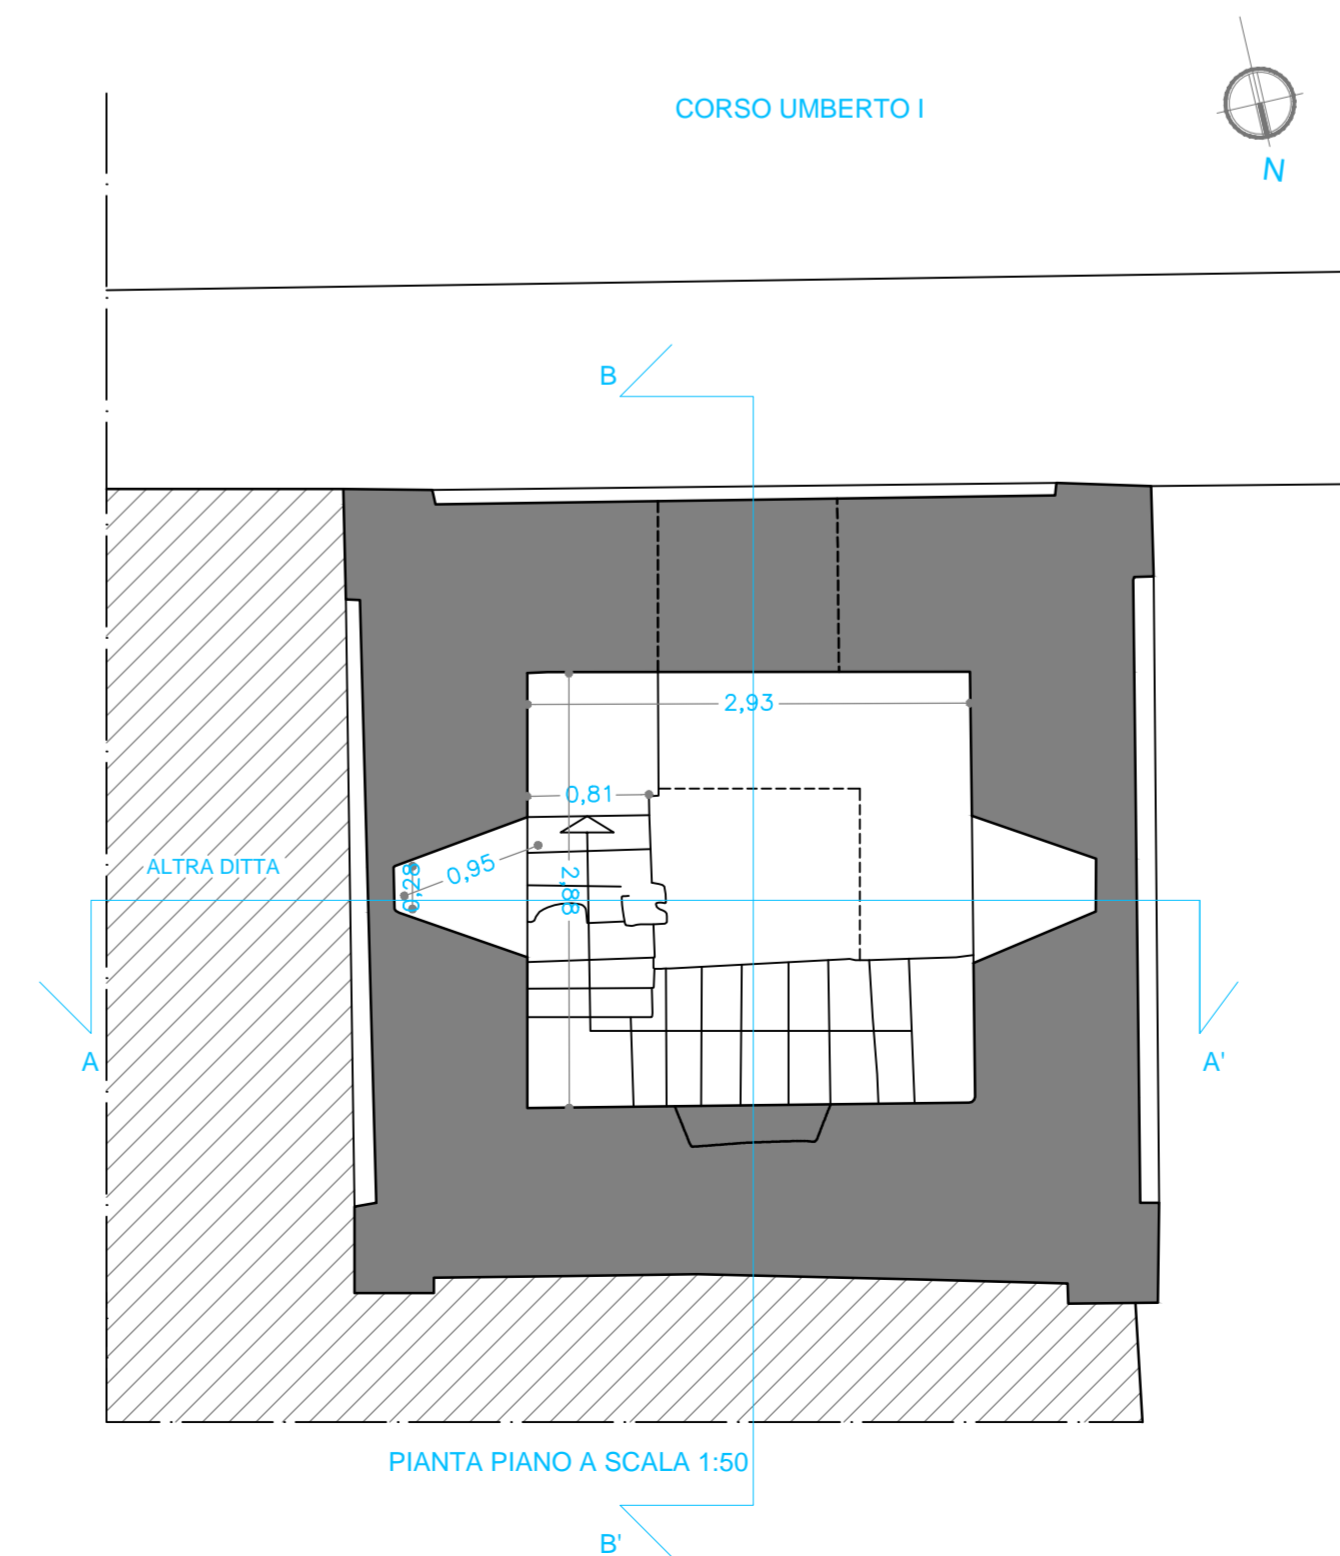 CORSO UMBERTO I
N
B
2,93
0,81
0,95
0,28
2,88
ALTRA DITTA
A
A'
PIANTA PIANO A SCALA 1:50
B'